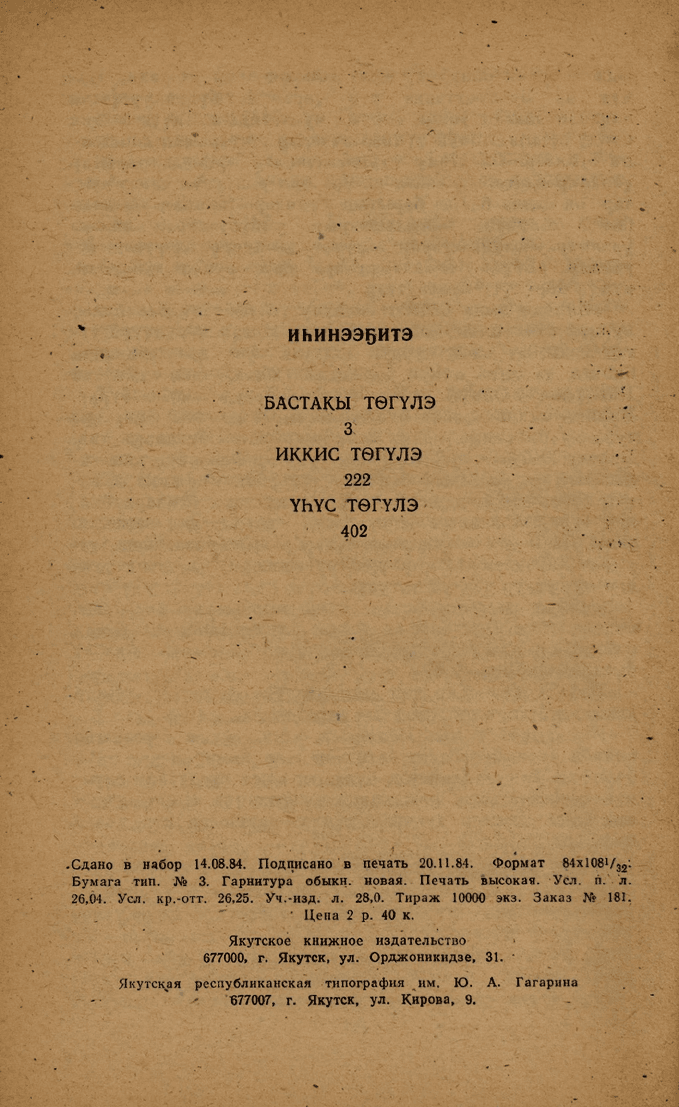 ИҺИНЭЭҔИТЭ
БАСТАКЫ ТӨГҮЛЭ
3
ИККИС ТӨГҮЛЭ
222
ҮҺҮС ТӨГҮЛЭ
402
Сдано в набор 14.08.84. Подписано в печать 20.11.84. Формат 84х108¹/₃₂.
Бумага тип. № 3. Гарнитура обыкн. новая. Печать высокая. Усл. п. л.
26,04. Усл. кр.-отт. 26,25. Уч.-изд. л. 28,0. Тираж 10000 экз. Заказ № 181.
Цена 2 р. 40 к.
Якутское книжное издательство
677000, г. Якутск, ул. Орджоникидзе, 31.
Якутская республиканская типография им. Ю. А. Гагарина
677007, г. Якутск, ул. Кирова, 9.